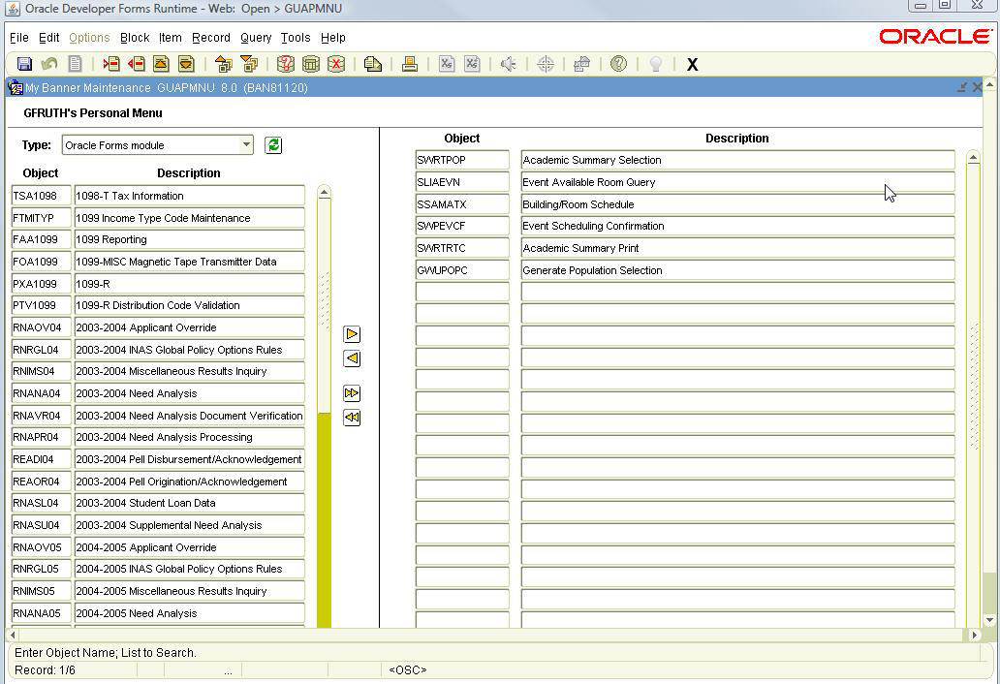 Oracle Developer Forms Runtime - Web: Open > GUAPMNU
File Edit Options Block Item Record Query Tools Help
ORACLE
X
My Banner Maintenance GUAPMNU 8.0 (BAN81120)
GFRUTH's Personal Menu
Type: Oracle Forms module
Object Description
TSA1098 1098-T Tax Information
FTMITYP 1099 Income Type Code Maintenance
FAA1099 1099 Reporting
FOA1099 1099-MISC Magnetic Tape Transmitter Data
PXA1099 1099-R
PTV1099 1099-R Distribution Code Validation
RNAOV04 2003-2004 Applicant Override
RNRGL04 2003-2004 INAS Global Policy Options Rules
RNIMS04 2003-2004 Miscellaneous Results Inquiry
RNANA04 2003-2004 Need Analysis
RNAVR04 2003-2004 Need Analysis Document Verification
RNAPR04 2003-2004 Need Analysis Processing
READI04 2003-2004 Pell Disbursement/Acknowledgement
REAOR04 2003-2004 Pell Origination/Acknowledgement
RNASL04 2003-2004 Student Loan Data
RNASU04 2003-2004 Supplemental Need Analysis
RNAOV05 2004-2005 Applicant Override
RNRGL05 2004-2005 INAS Global Policy Options Rules
RNIMS05 2004-2005 Miscellaneous Results Inquiry
RNANA05 2004-2005 Need Analysis
Object Description
SWRTPOP Academic Summary Selection
SLIAEVN Event Available Room Query
SSAMATX Building/Room Schedule
SWPEVCF Event Scheduling Confirmation
SWRTRTC Academic Summary Print
GWUPOPC Generate Population Selection
Enter Object Name; List to Search.
Record: 1/6 ... <OSC>